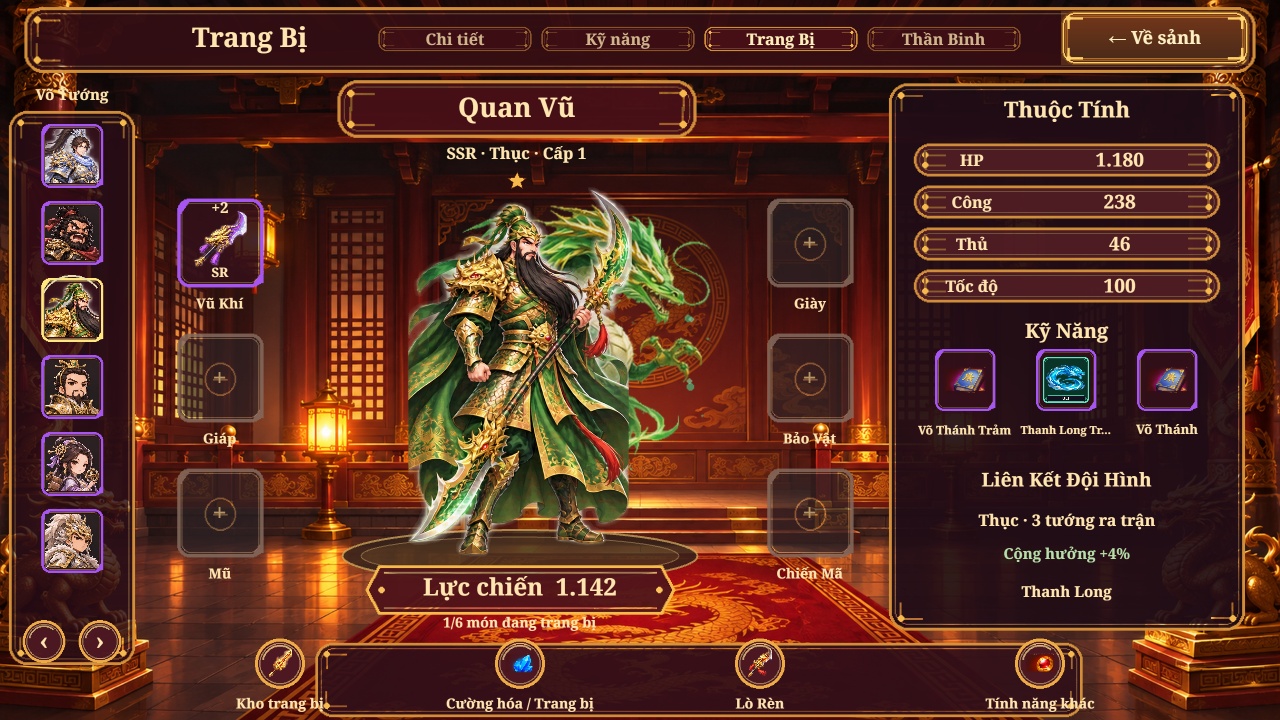 Trang Bị
Chi tiết
Kỹ năng
Trang Bị
Thần Binh
← Về sảnh
Võ Tướng
Quan Vũ
SSR · Thục · Cấp 1
+2
SR
Vũ Khí
Giáp
Mũ
Giày
Bảo Vật
Chiến Mã
Lực chiến 1.142
1/6 món đang trang bị
Thuộc Tính
HP 1.180
Công 238
Thủ 46
Tốc độ 100
Kỹ Năng
Võ Thánh Trảm
Thanh Long Tr...
Võ Thánh
Liên Kết Đội Hình
Thục · 3 tướng ra trận
Cộng hưởng +4%
Thanh Long
‹ ›
Kho trang bị
Cường hóa / Trang bị
Lò Rèn
Tính năng khác